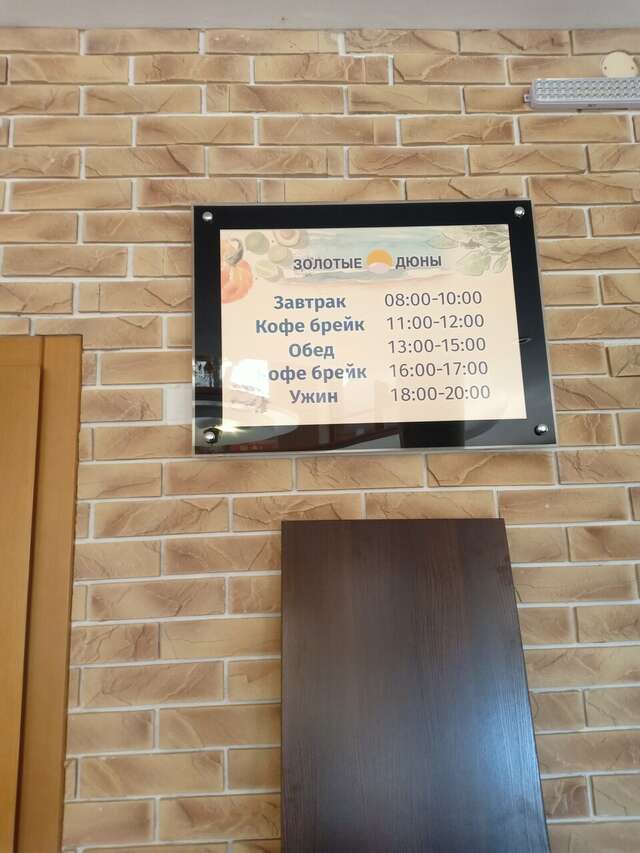 ЗОЛОТЫЕ ДЮНЫ
Завтрак 08:00-10:00
Кофе брейк 11:00-12:00
Обед 13:00-15:00
Кофе брейк 16:00-17:00
Ужин 18:00-20:00